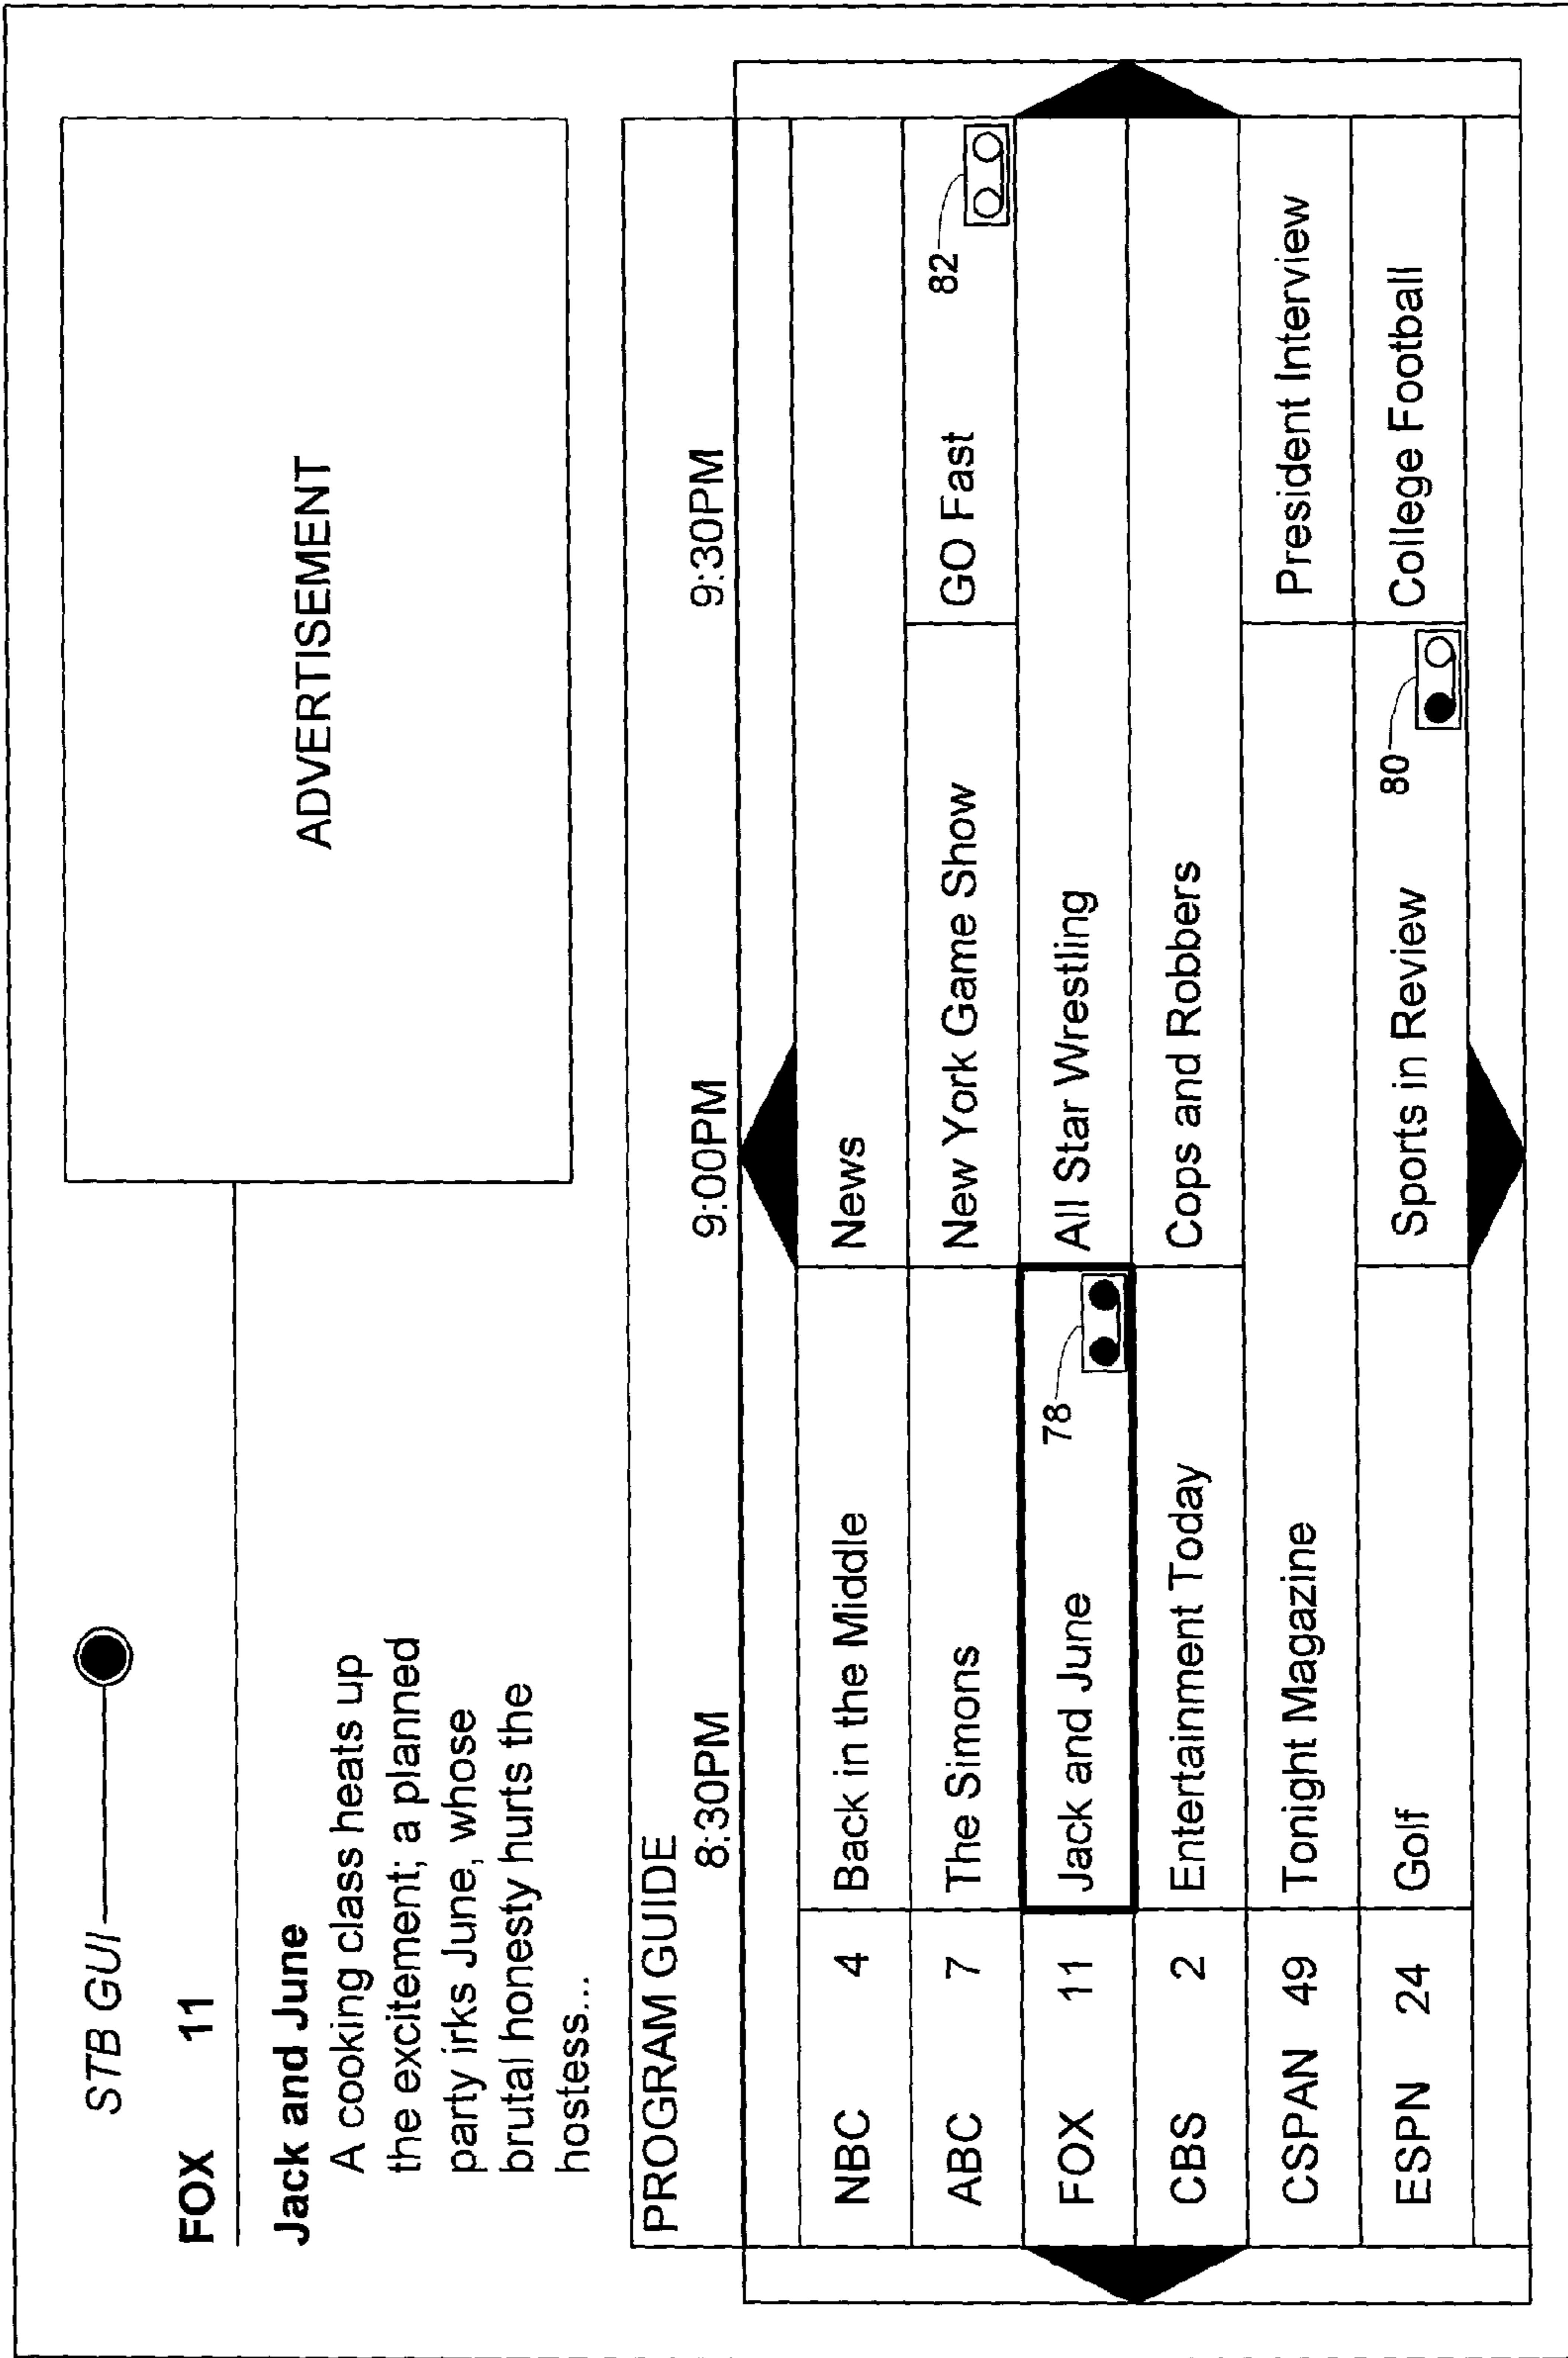 STB GUI
FOX 11
Jack and June
A cooking class heats up
the excitement; a planned
party irks June, whose
brutal honesty hurts the
hostess...
ADVERTISEMENT
PROGRAM GUIDE
8:30PM 9:00PM 9:30PM
NBC 4 Back in the Middle News
ABC 7 The Simons New York Game Show GO Fast 82
FOX 11 Jack and June 78 All Star Wrestling
CBS 2 Entertainment Today Cops and Robbers
CSPAN 49 Tonight Magazine President Interview
ESPN 24 Golf Sports in Review 80 College Football